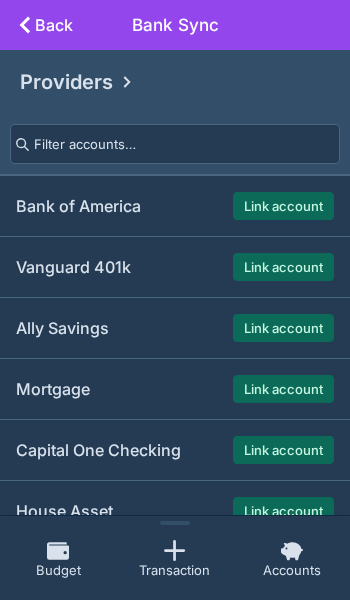 Back
Bank Sync
Providers
Filter accounts...
Bank of America
Link account
Vanguard 401k
Link account
Ally Savings
Link account
Mortgage
Link account
Capital One Checking
Link account
House Asset
Link account
Budget
Transaction
Accounts